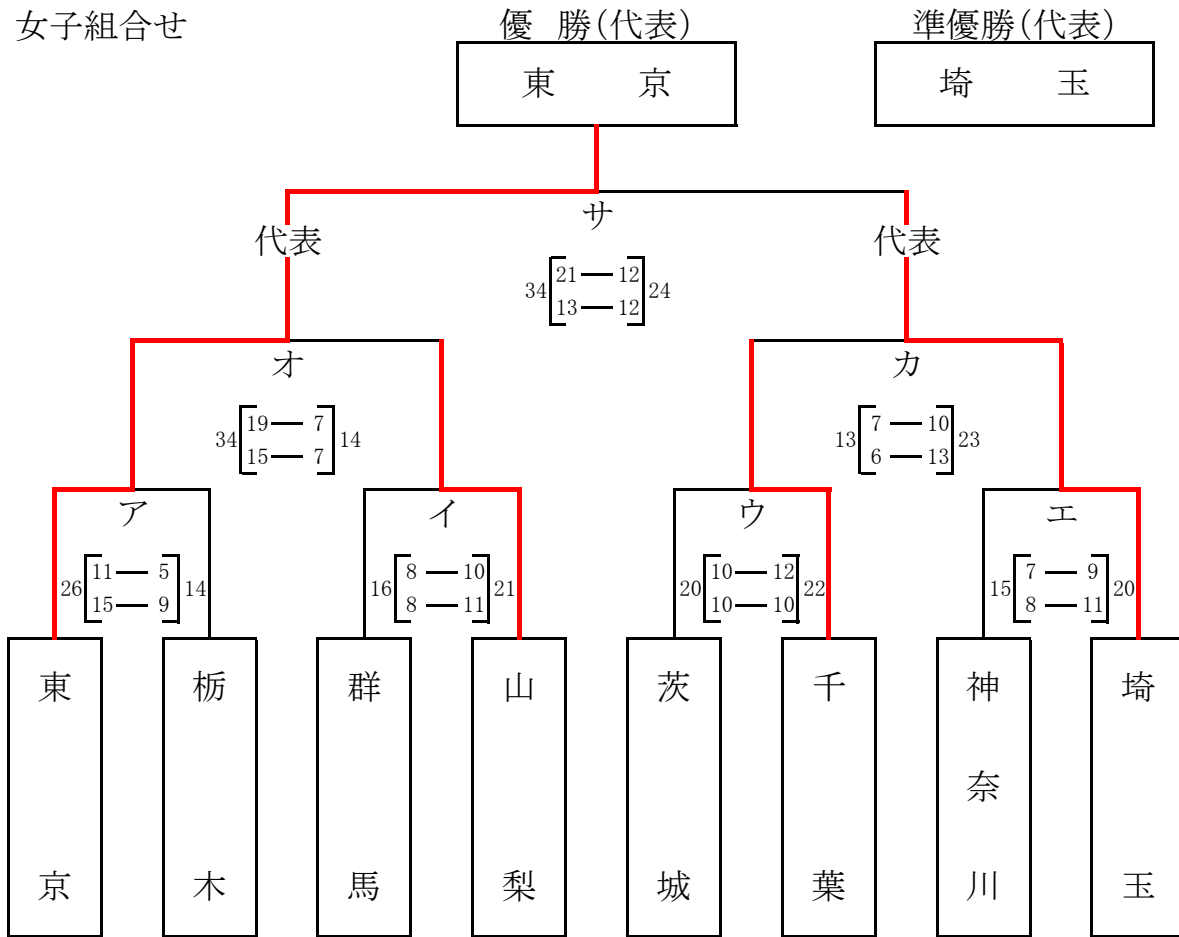 女子組合せ
優 勝(代表)
準優勝(代表)
東 京
埼 玉
サ
代表
代表
34 21 12 24
13 12
オ
カ
34 19 7 14
15 7
13 7 10 23
6 13
ア
イ
ウ
エ
26 11 5 14
15 9
16 8 10 21
8 11
20 10 12 22
10 10
15 7 9 20
8 11
東京
栃木
群馬
山梨
茨城
千葉
神奈川
埼玉